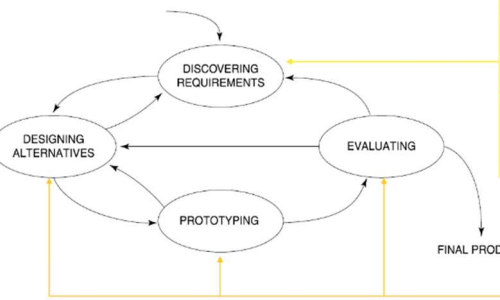 DISCOVERING
REQUIREMENTS
DESIGNING
ALTERNATIVES
EVALUATING
PROTOTYPING
FINAL PROD